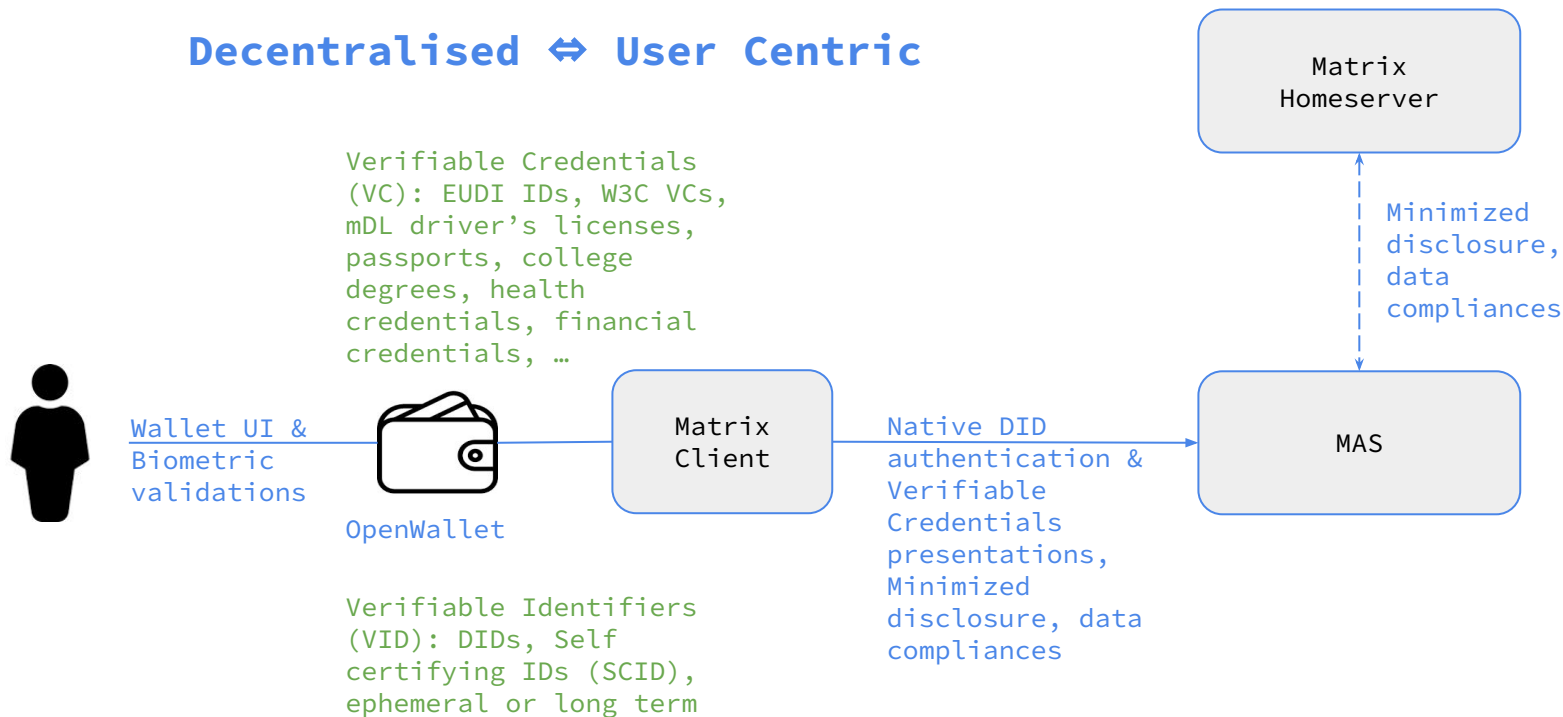 Decentralised ⇔ User Centric
Matrix
Homeserver
Verifiable Credentials
(VC): EUDI IDs, W3C VCs,
mDL driver’s licenses,
passports, college
degrees, health
credentials, financial
credentials, …
Minimized
disclosure,
data
compliances
Wallet UI &
Biometric
validations
OpenWallet
Matrix
Client
Native DID
authentication &
Verifiable
Credentials
presentations,
Minimized
disclosure, data
compliances
MAS
Verifiable Identifiers
(VID): DIDs, Self
certifying IDs (SCID),
ephemeral or long term